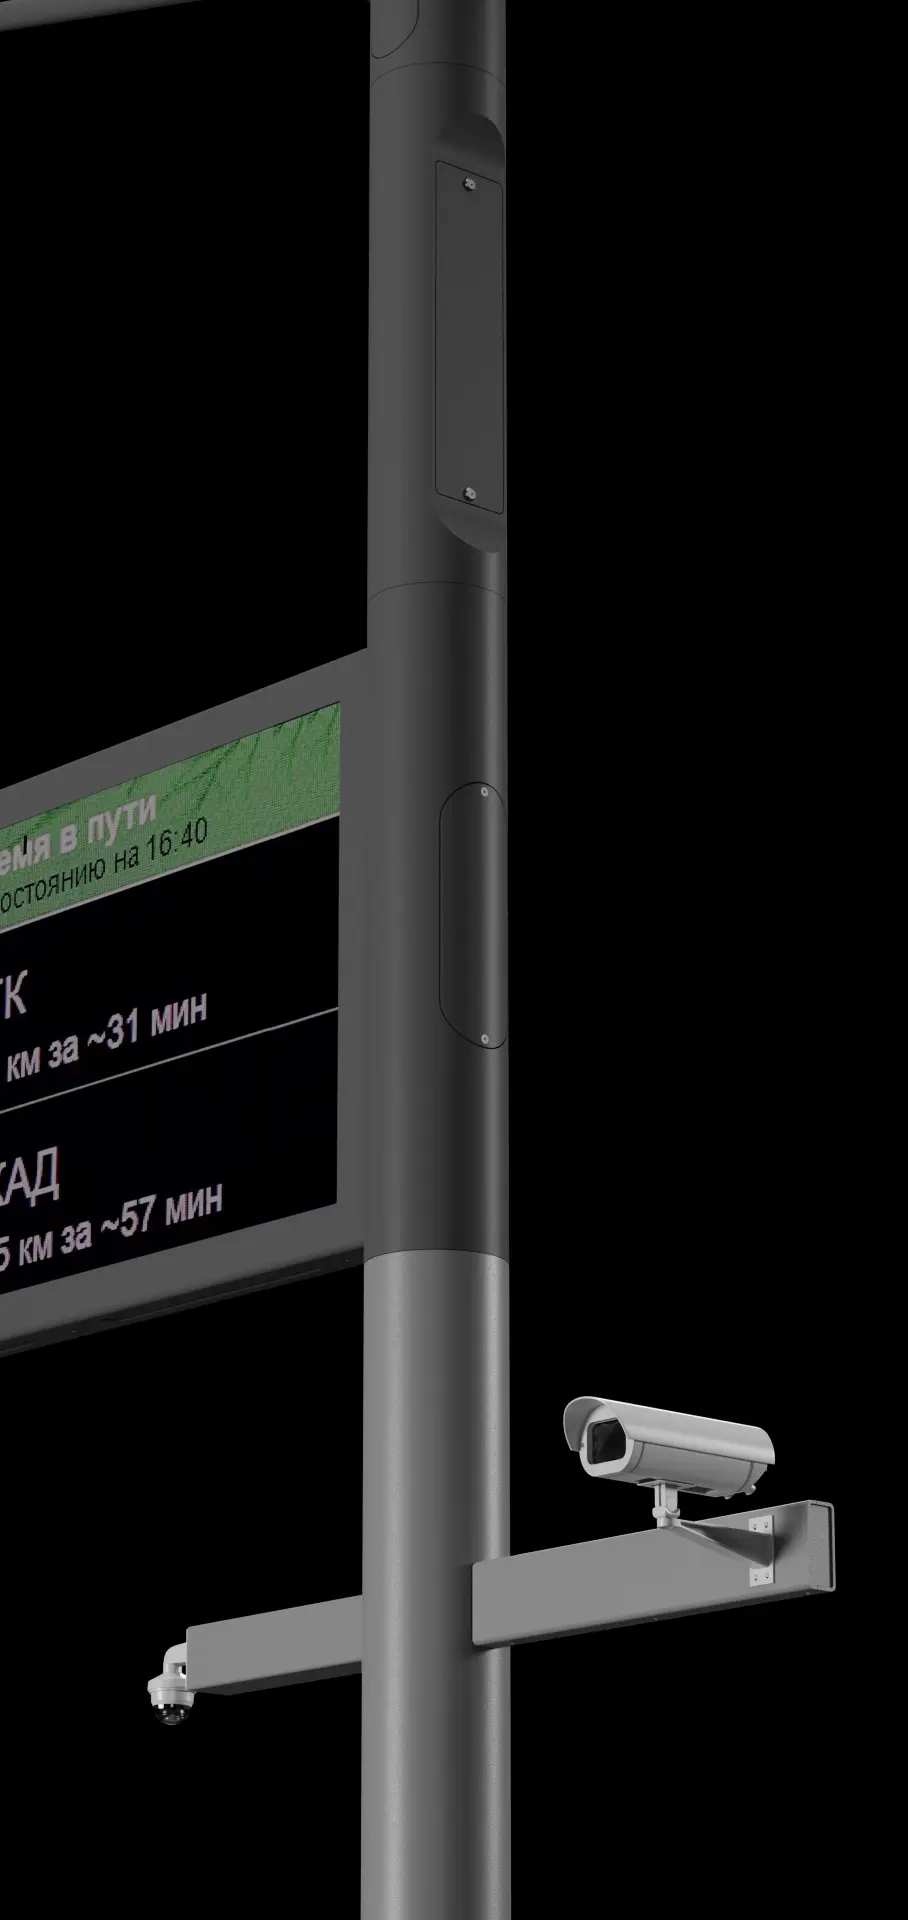 емя в пути
остоянию на 16:40
ТК
км за ~31 мин
КАД
5 км за ~57 мин